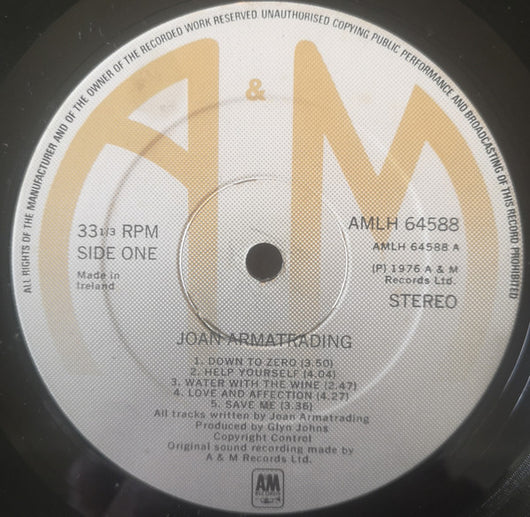 ALL RIGHTS OF THE MANUFACTURER AND OF THE OWNER OF THE RECORDED WORK RESERVED UNAUTHORISED COPYING PUBLIC PERFORMANCE AND BROADCASTING OF THIS RECORD PROHIBITED
A & M
33 1/3 RPM
SIDE ONE
Made in
Ireland
AMLH 64588
AMLH 64588 A
(P) 1976 A & M
Records Ltd.
STEREO
JOAN ARMATRADING
1. DOWN TO ZERO (3.50)
2. HELP YOURSELF (4.04)
3. WATER WITH THE WINE (2.47)
4. LOVE AND AFFECTION (4.27)
5. SAVE ME (3.36)
All tracks written by Joan Armatrading
Produced by Glyn Johns
Copyright Control
Original sound recording made by
A & M Records Ltd.
AM
RECORDS